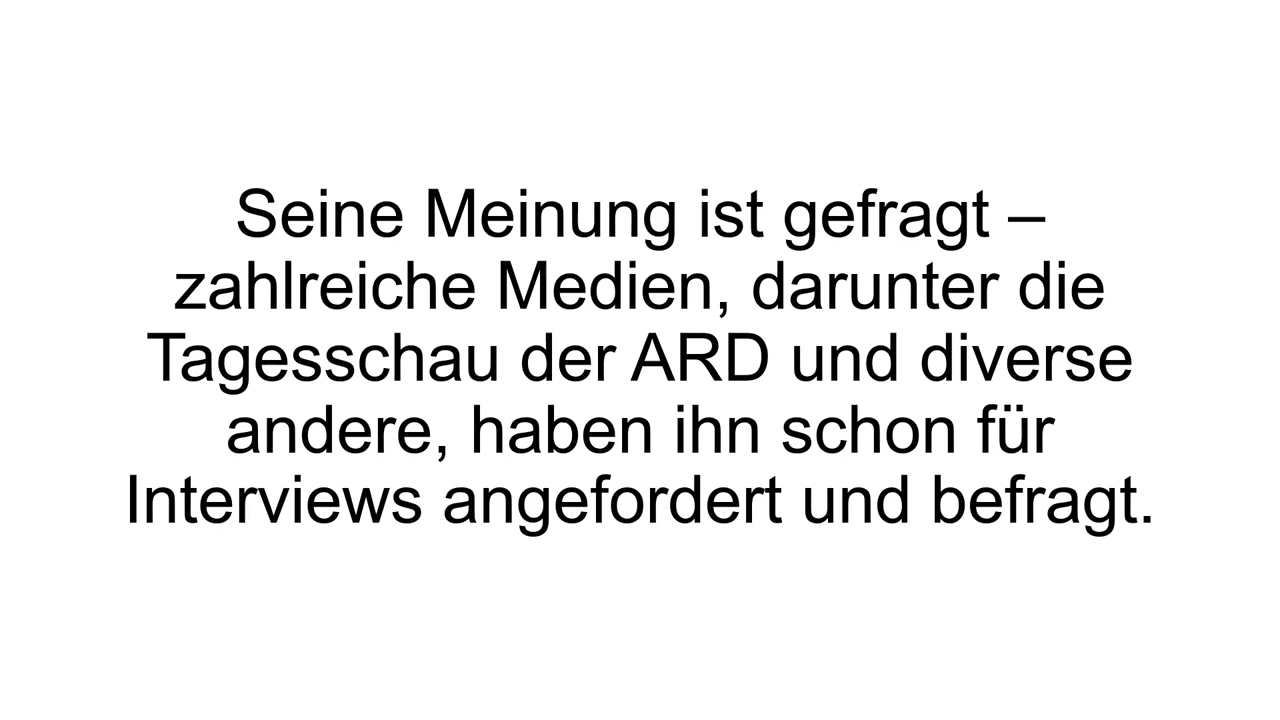 Seine Meinung ist gefragt –
zahlreiche Medien, darunter die
Tagesschau der ARD und diverse
andere, haben ihn schon für
Interviews angefordert und befragt.